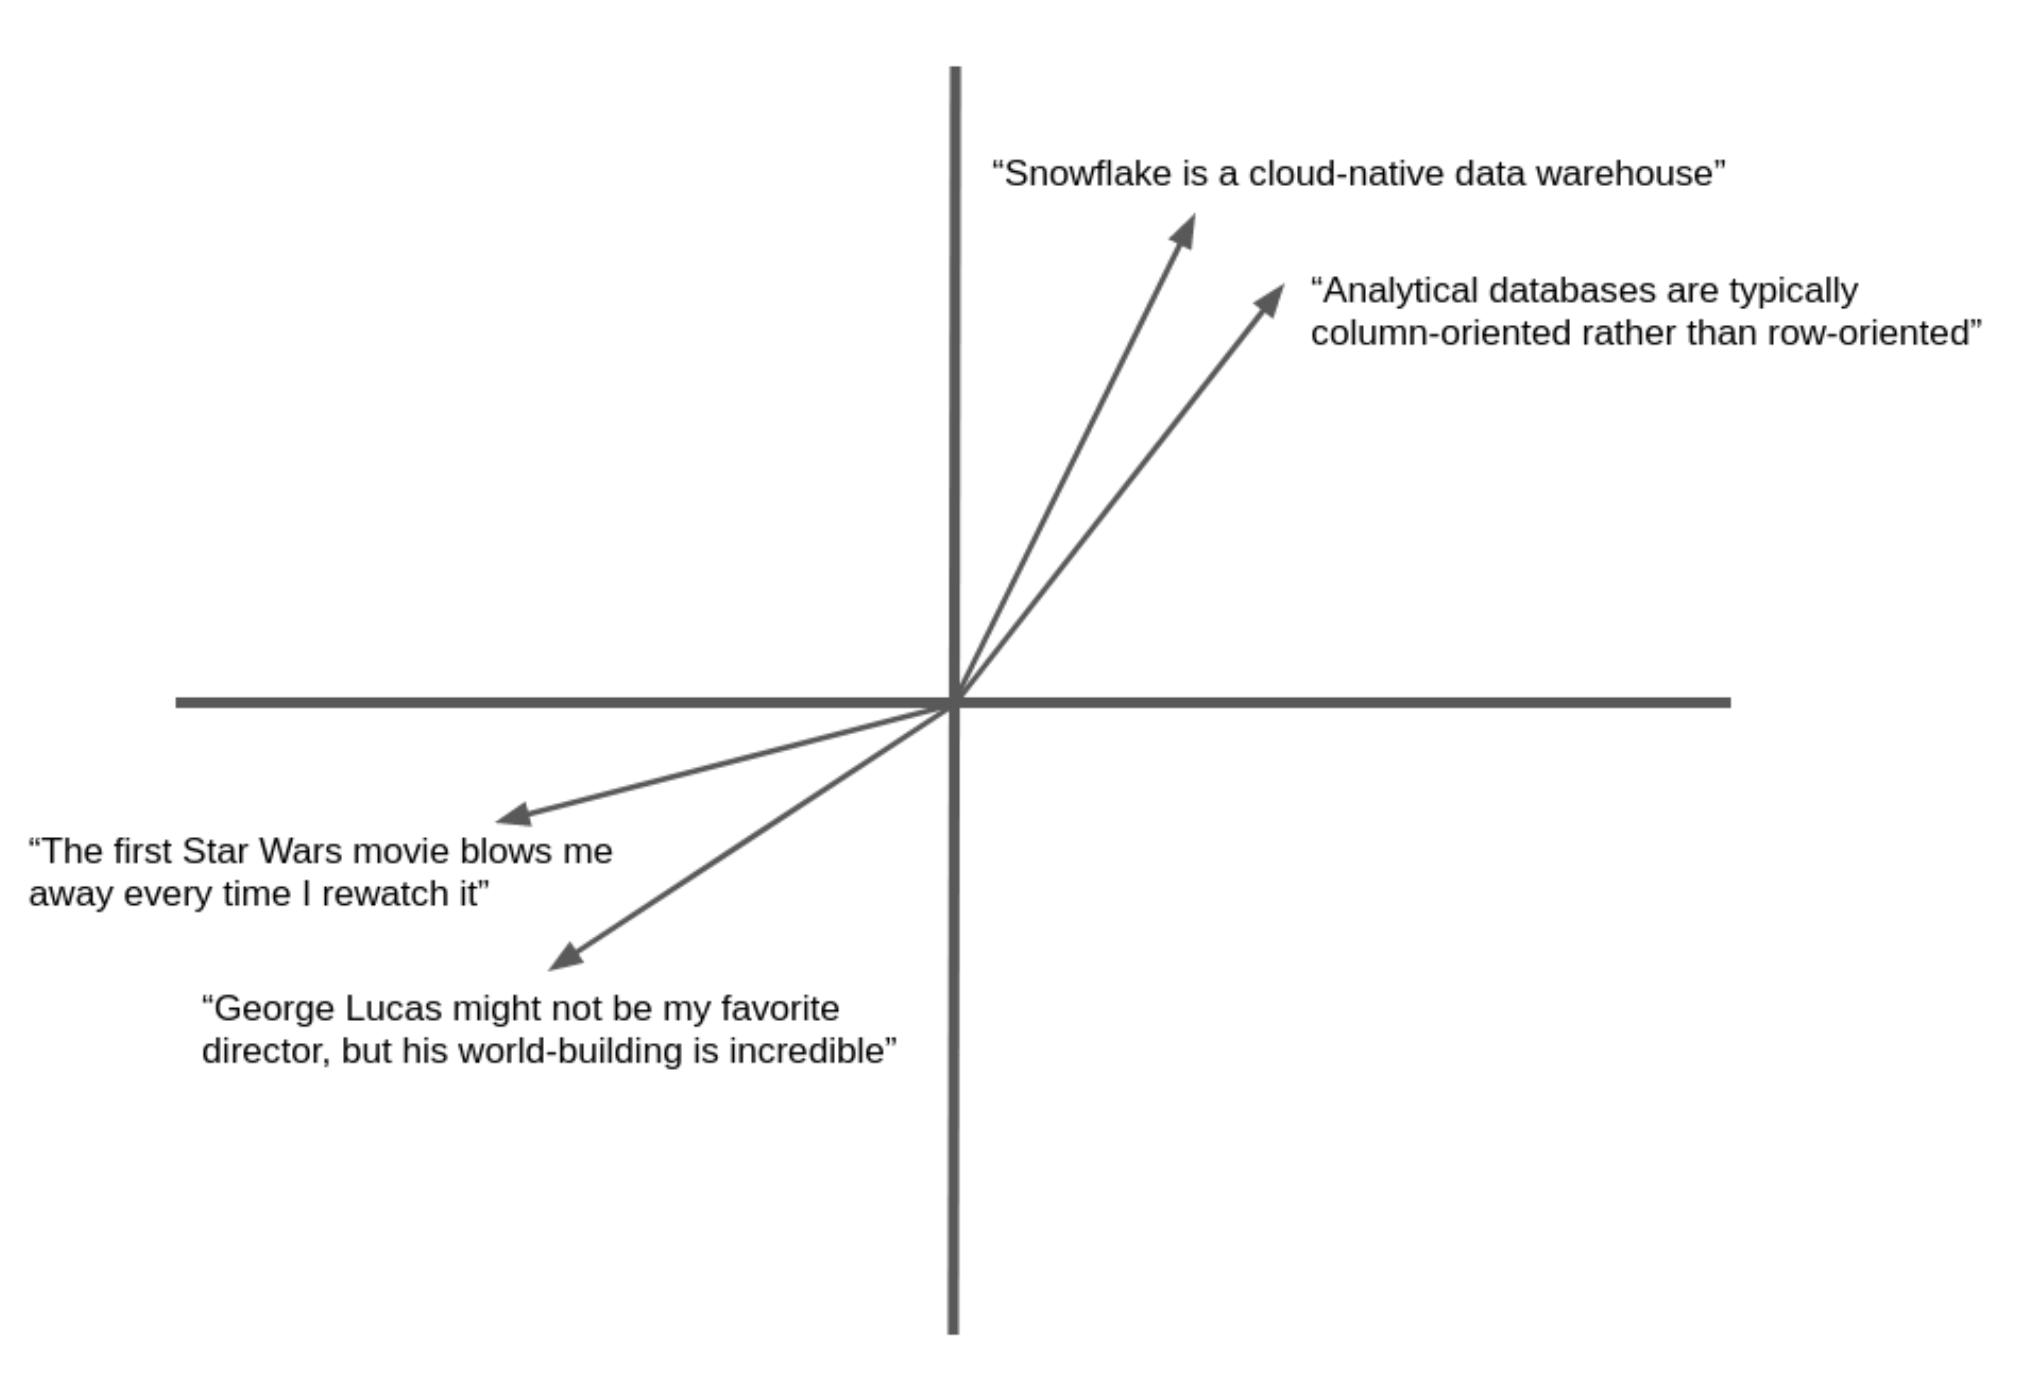 “Snowflake is a cloud-native data warehouse”
“Analytical databases are typically
column-oriented rather than row-oriented”
“The first Star Wars movie blows me
away every time I rewatch it”
“George Lucas might not be my favorite
director, but his world-building is incredible”